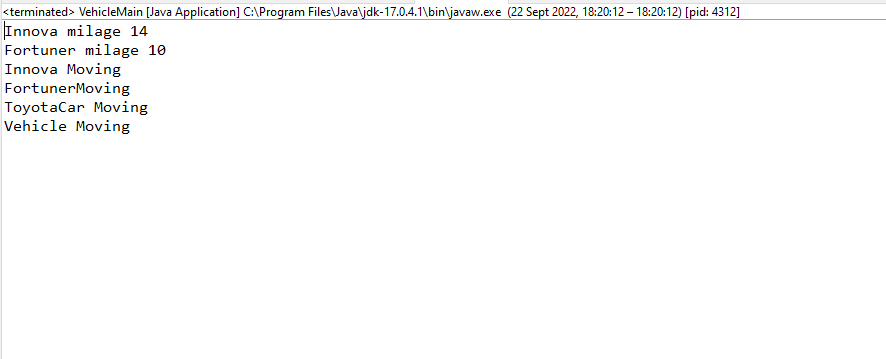 <terminated> VehicleMain [Java Application] C:\Program Files\Java\jdk-17.0.4.1\bin\javaw.exe (22 Sept 2022, 18:20:12 – 18:20:12) [pid: 4312]
Innova milage 14
Fortuner milage 10
Innova Moving
FortunerMoving
ToyotaCar Moving
Vehicle Moving